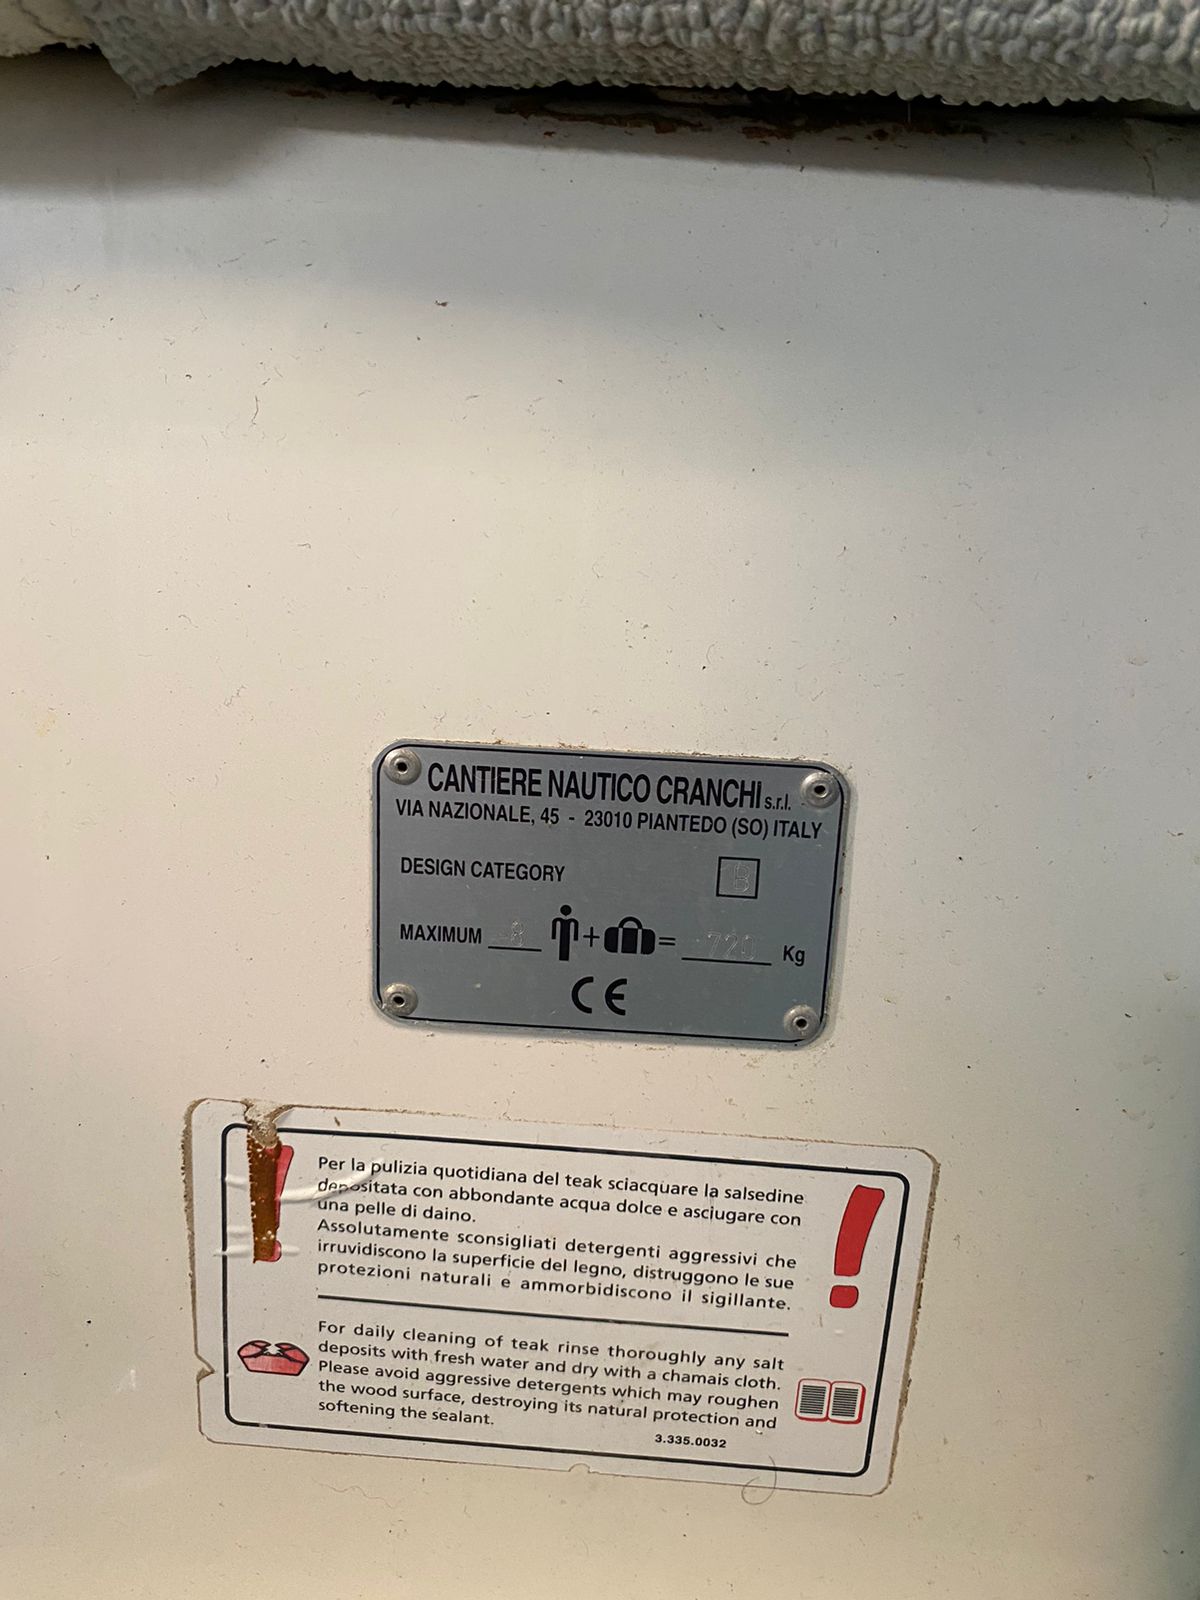 CANTIERE NAUTICO CRANCHI s.r.l.
VIA NAZIONALE, 45 - 23010 PIANTEDO (SO) ITALY
DESIGN CATEGORY B
MAXIMUM 8 + = 720 Kg
CE
Per la pulizia quotidiana del teak sciacquare la salsedine
depositata con abbondante acqua dolce e asciugare con
una pelle di daino.
Assolutamente sconsigliati detergenti aggressivi che
irruvidiscono la superficie del legno, distruggono le sue
protezioni naturali e ammorbidiscono il sigillante.
For daily cleaning of teak rinse thoroughly any salt
deposits with fresh water and dry with a chamais cloth.
Please avoid aggressive detergents which may roughen
the wood surface, destroying its natural protection and
softening the sealant.
3.335.0032